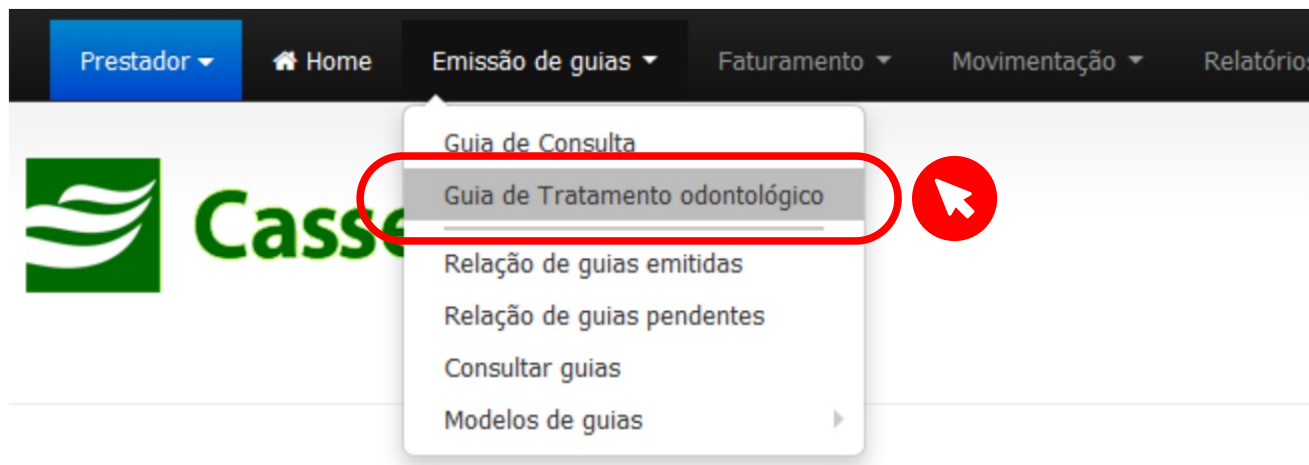 Prestador Home Emissão de guias Faturamento Movimentação Relatórios
Guia de Consulta
Guia de Tratamento odontológico
Casse
Relação de guias emitidas
Relação de guias pendentes
Consultar guias
Modelos de guias